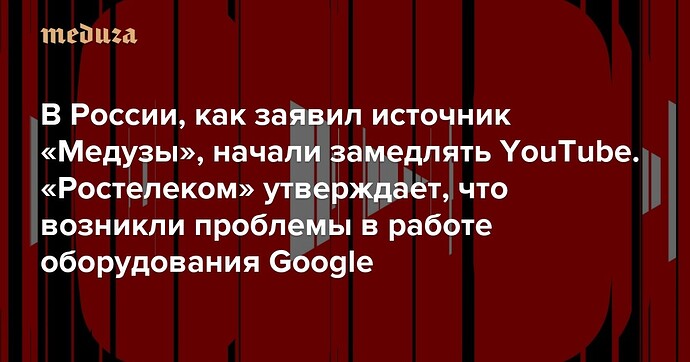 meduza
В России, как заявил источник
«Медузы», начали замедлять YouTube.
«Ростелеком» утверждает, что
возникли проблемы в работе
оборудования Google